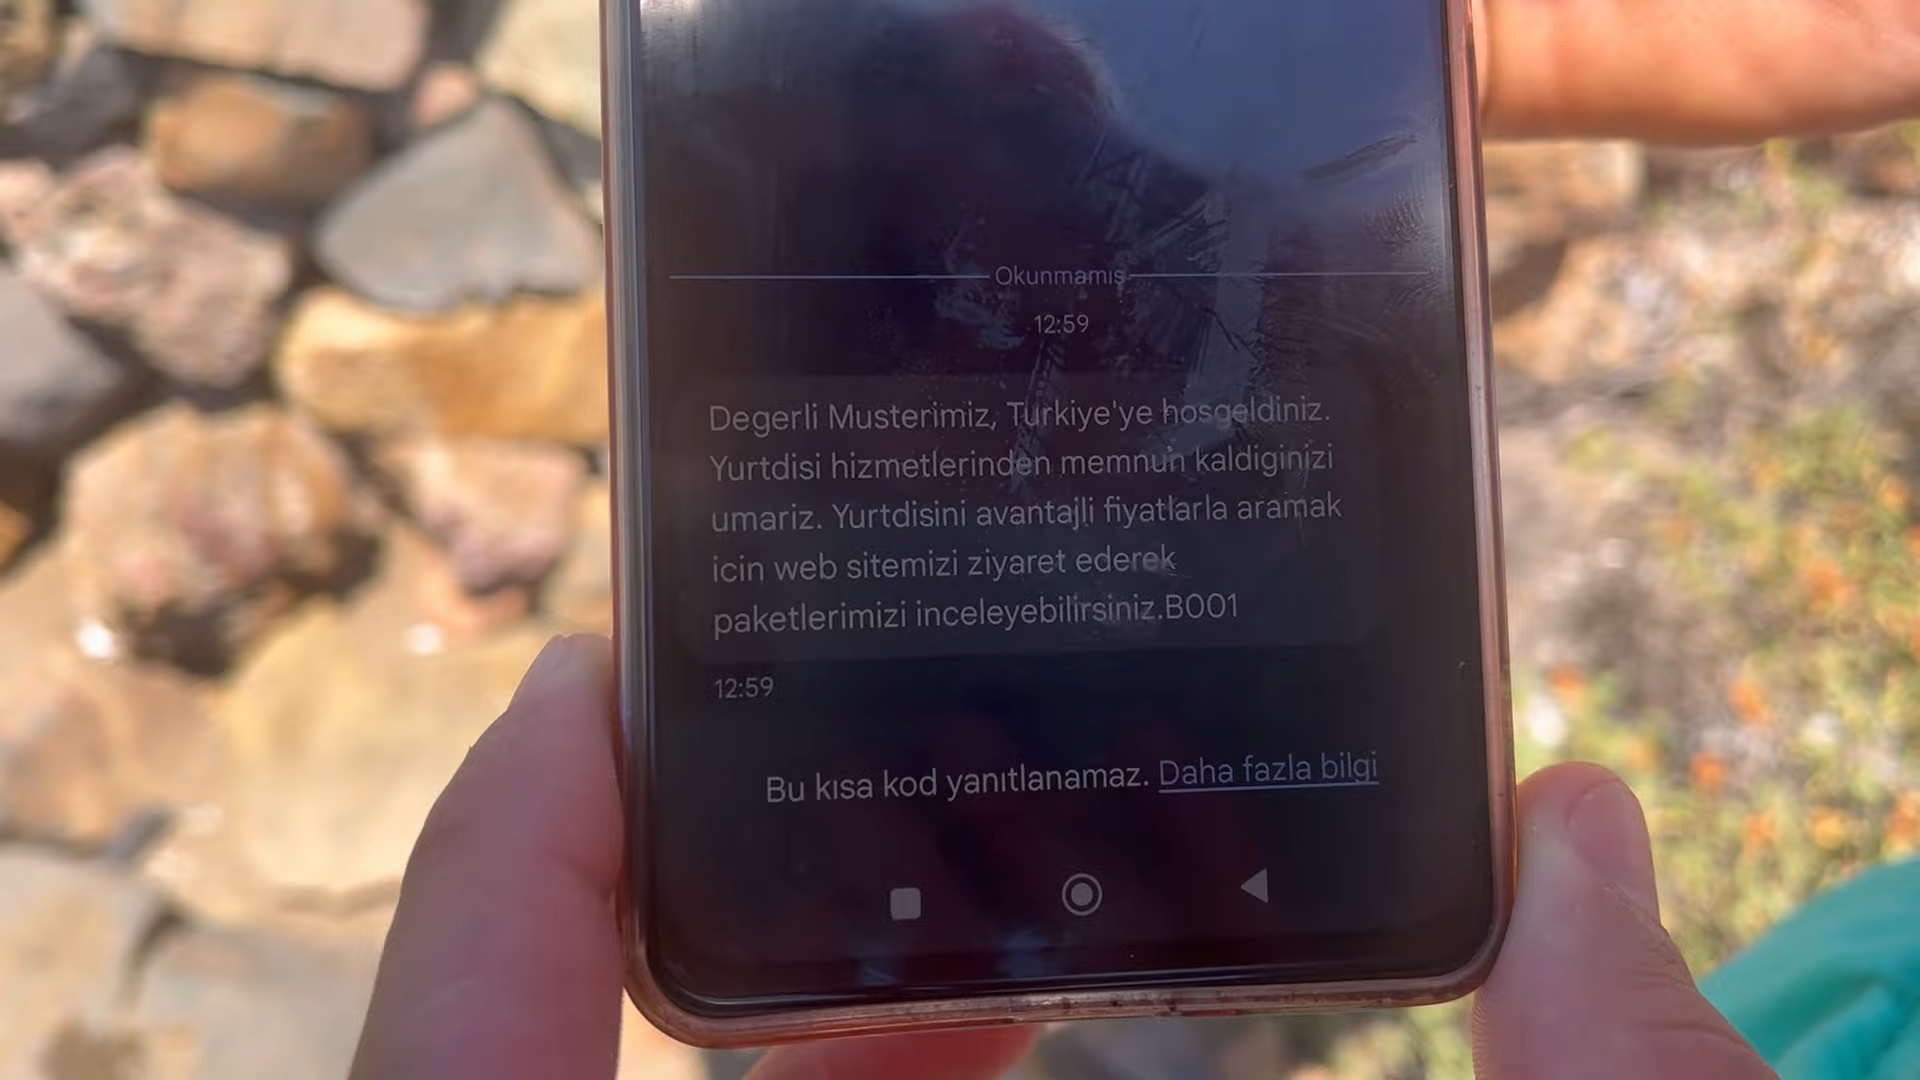 Okunmamış
12:59
Degerli Musterimiz, Turkiye'ye hosgeldiniz.
Yurtdisi hizmetlerinden memnun kaldiginizi
umariz. Yurtdisini avantajli fiyatlarla aramak
icin web sitemizi ziyaret ederek
paketlerimizi inceleyebilirsiniz.B001
12:59
Bu kısa kod yanıtlanamaz. Daha fazla bilgi